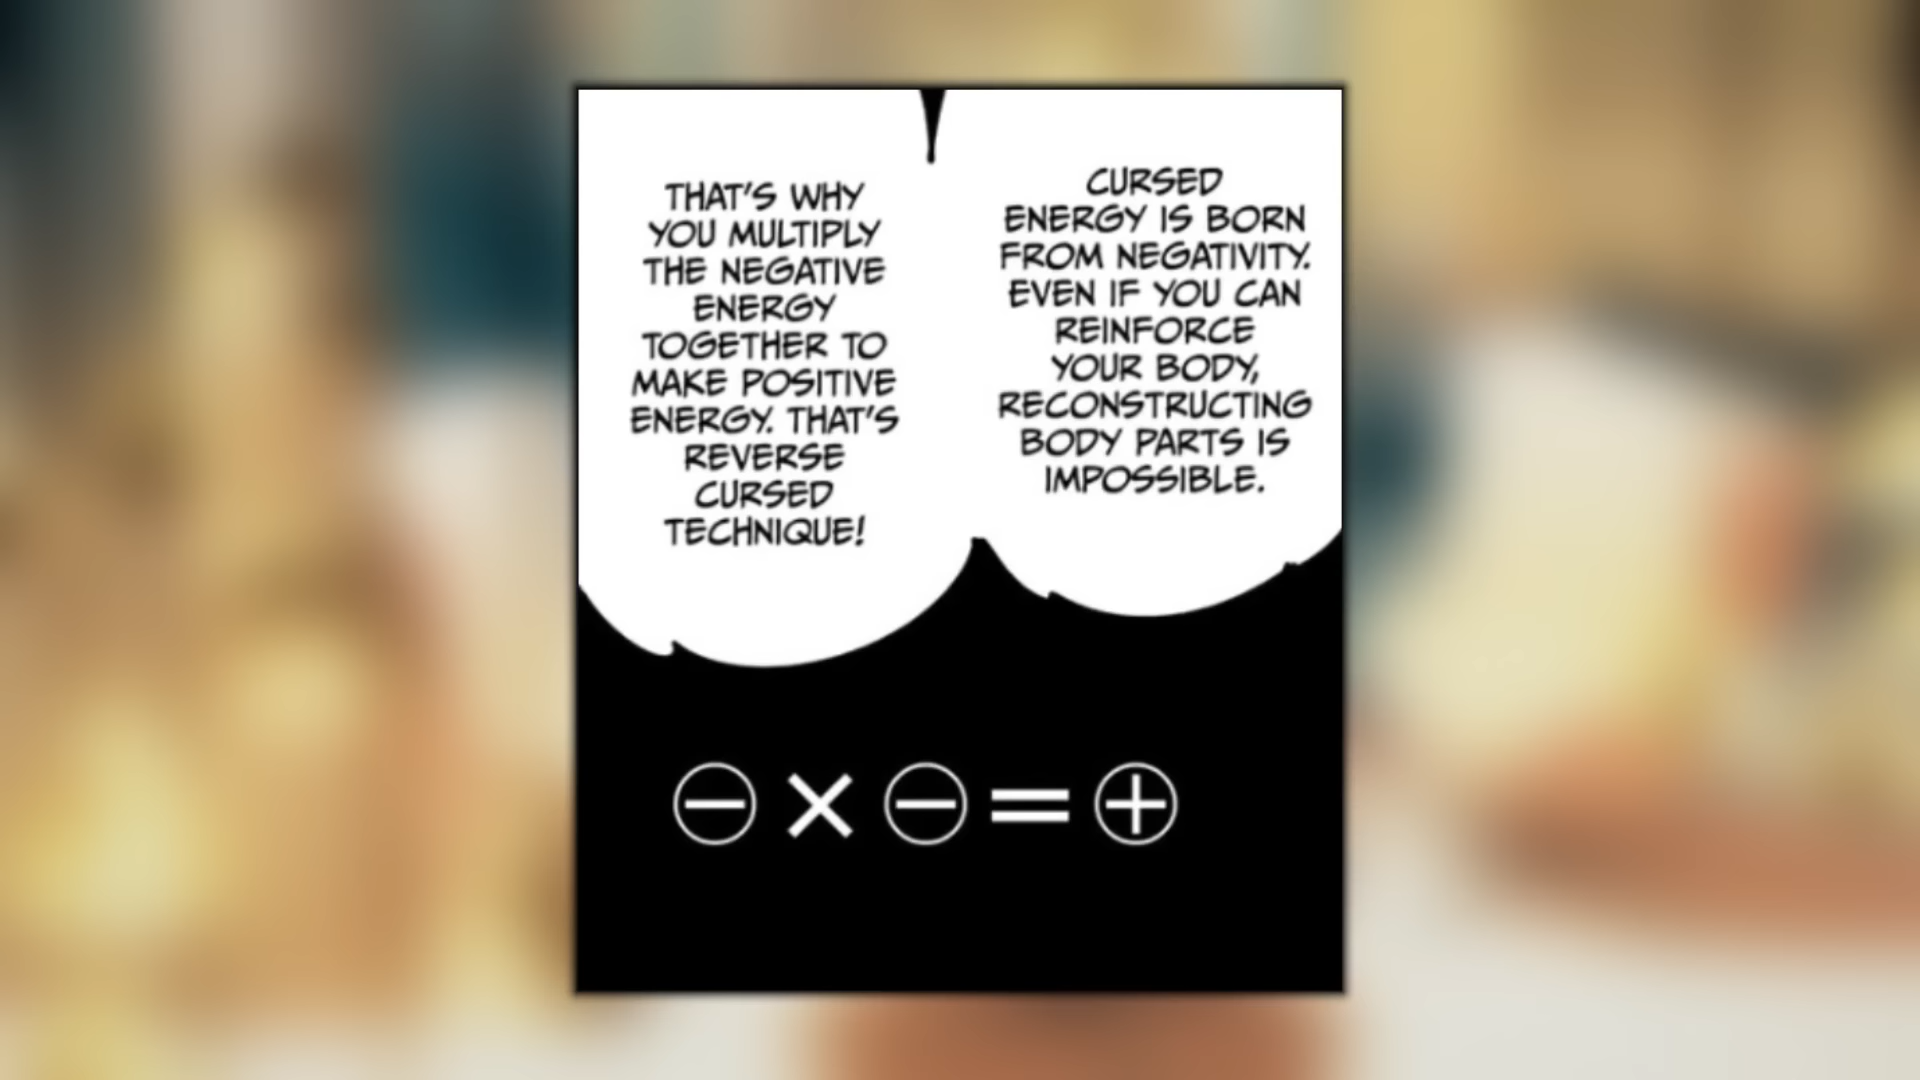 CURSED
ENERGY IS BORN
FROM NEGATIVITY.
EVEN IF YOU CAN
REINFORCE
YOUR BODY,
RECONSTRUCTING
BODY PARTS IS
IMPOSSIBLE.
THAT'S WHY
YOU MULTIPLY
THE NEGATIVE
ENERGY
TOGETHER TO
MAKE POSITIVE
ENERGY. THAT'S
REVERSE
CURSED
TECHNIQUE!
⊖ × ⊖ = ⊕